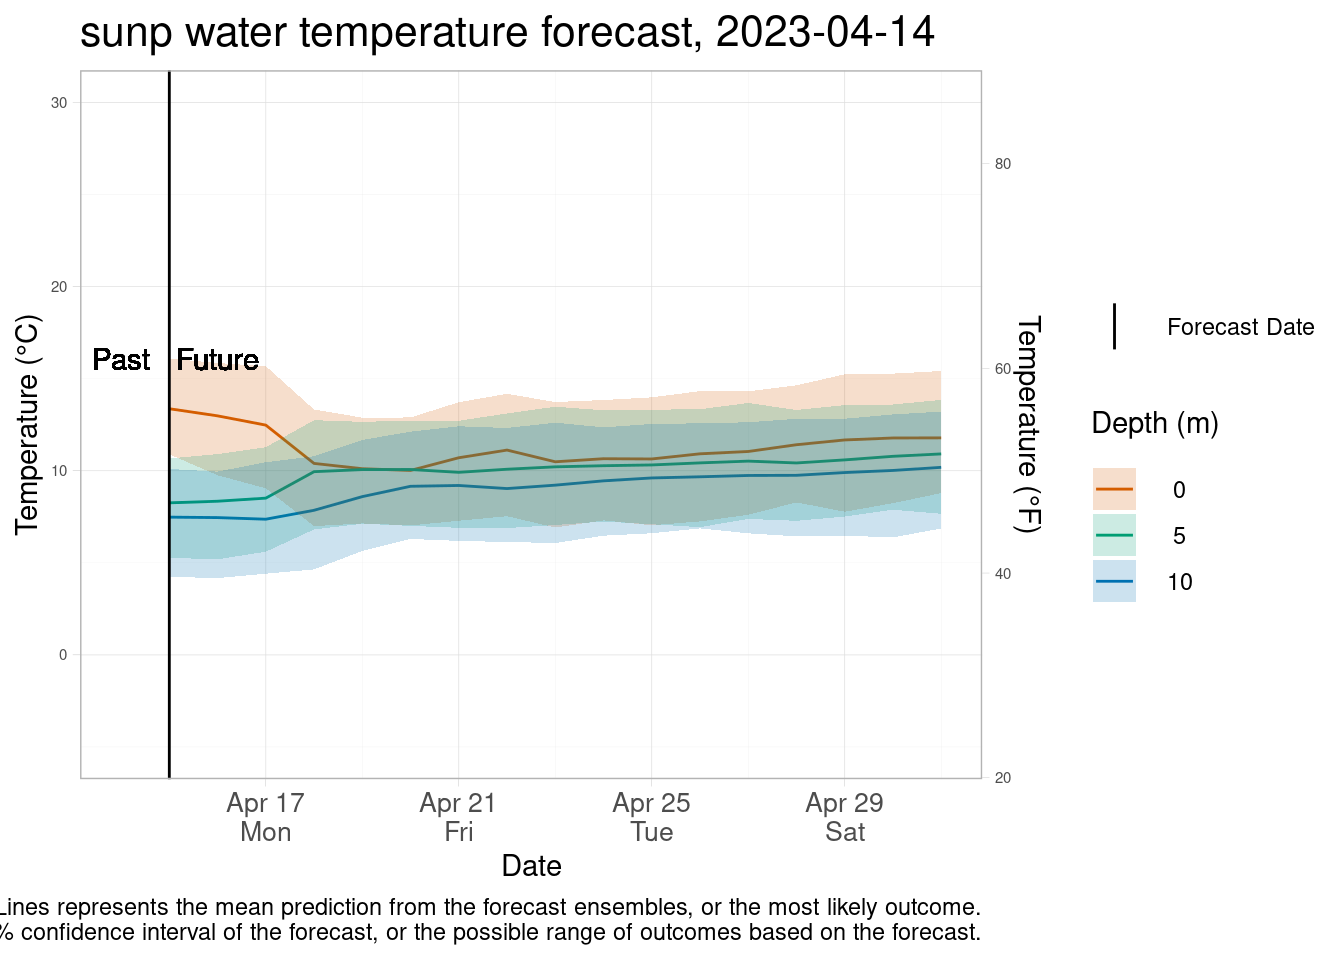 sunp water temperature forecast, 2023-04-14
30
20
10
0
Temperature (°C)
Past
Future
80
60
40
20
Temperature (°F)
Apr 17
Mon
Apr 21
Fri
Apr 25
Tue
Apr 29
Sat
Date
Forecast Date
Depth (m)
0
5
10
Lines represents the mean prediction from the forecast ensembles, or the most likely outcome.
% confidence interval of the forecast, or the possible range of outcomes based on the forecast.